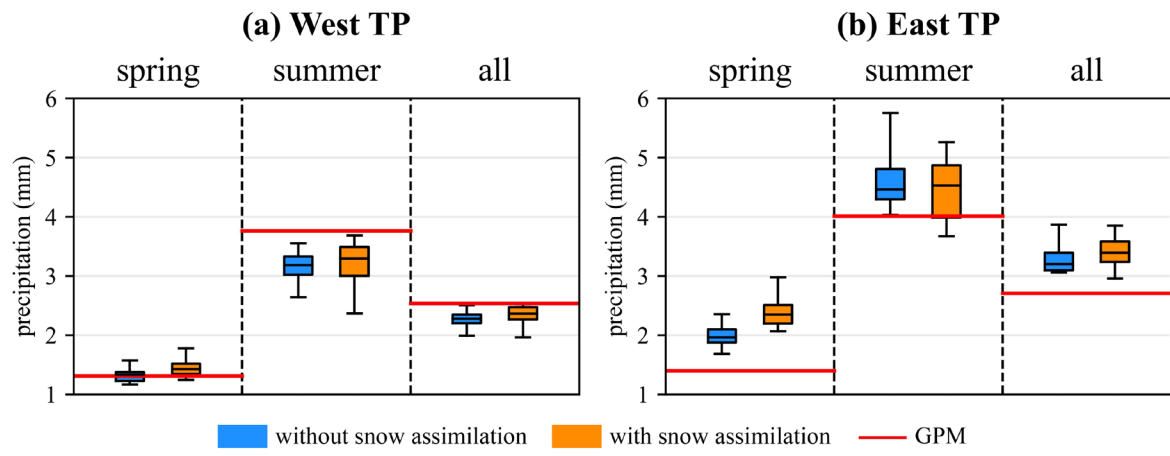 (a) West TP
(b) East TP
spring summer all
spring summer all
precipitation (mm)
6
5
4
3
2
1
precipitation (mm)
6
5
4
3
2
1
without snow assimilation with snow assimilation GPM